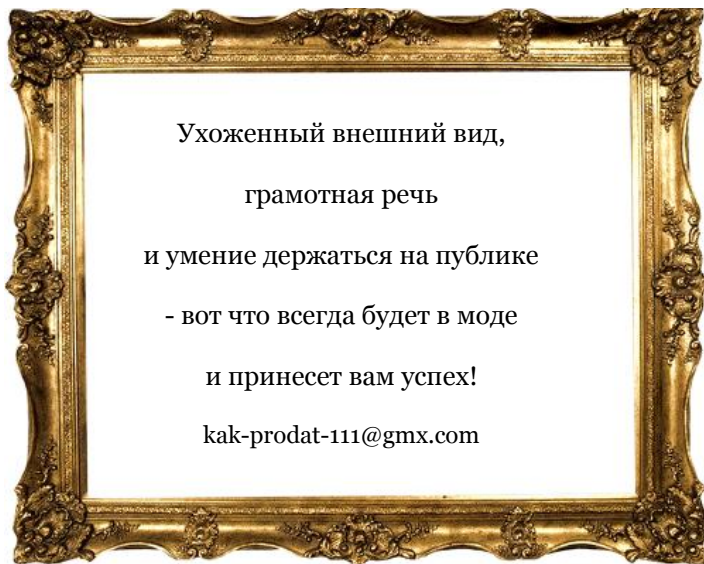 Ухоженный внешний вид,
грамотная речь
и умение держаться на публике
- вот что всегда будет в моде
и принесет вам успех!
kak-prodat-111@gmx.com